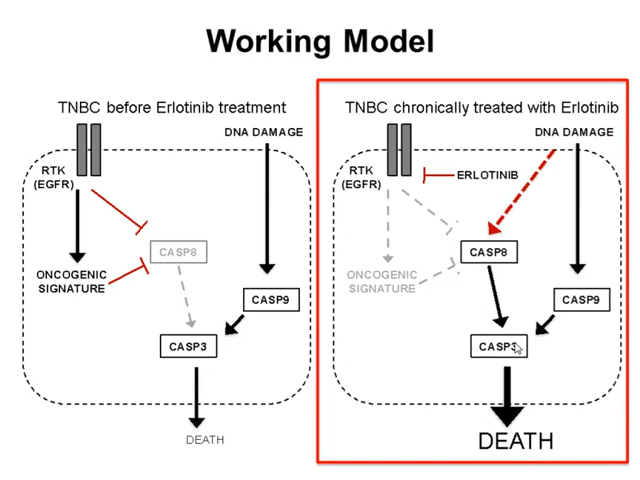 Working Model
TNBC before Erlotinib treatment
DNA DAMAGE
RTK
(EGFR)
CASP8
ONCOGENIC
SIGNATURE
CASP9
CASP3
DEATH
TNBC chronically treated with Erlotinib
DNA DAMAGE
RTK
(EGFR)
ERLOTINIB
CASP8
ONCOGENIC
SIGNATURE
CASP9
CASP3
DEATH